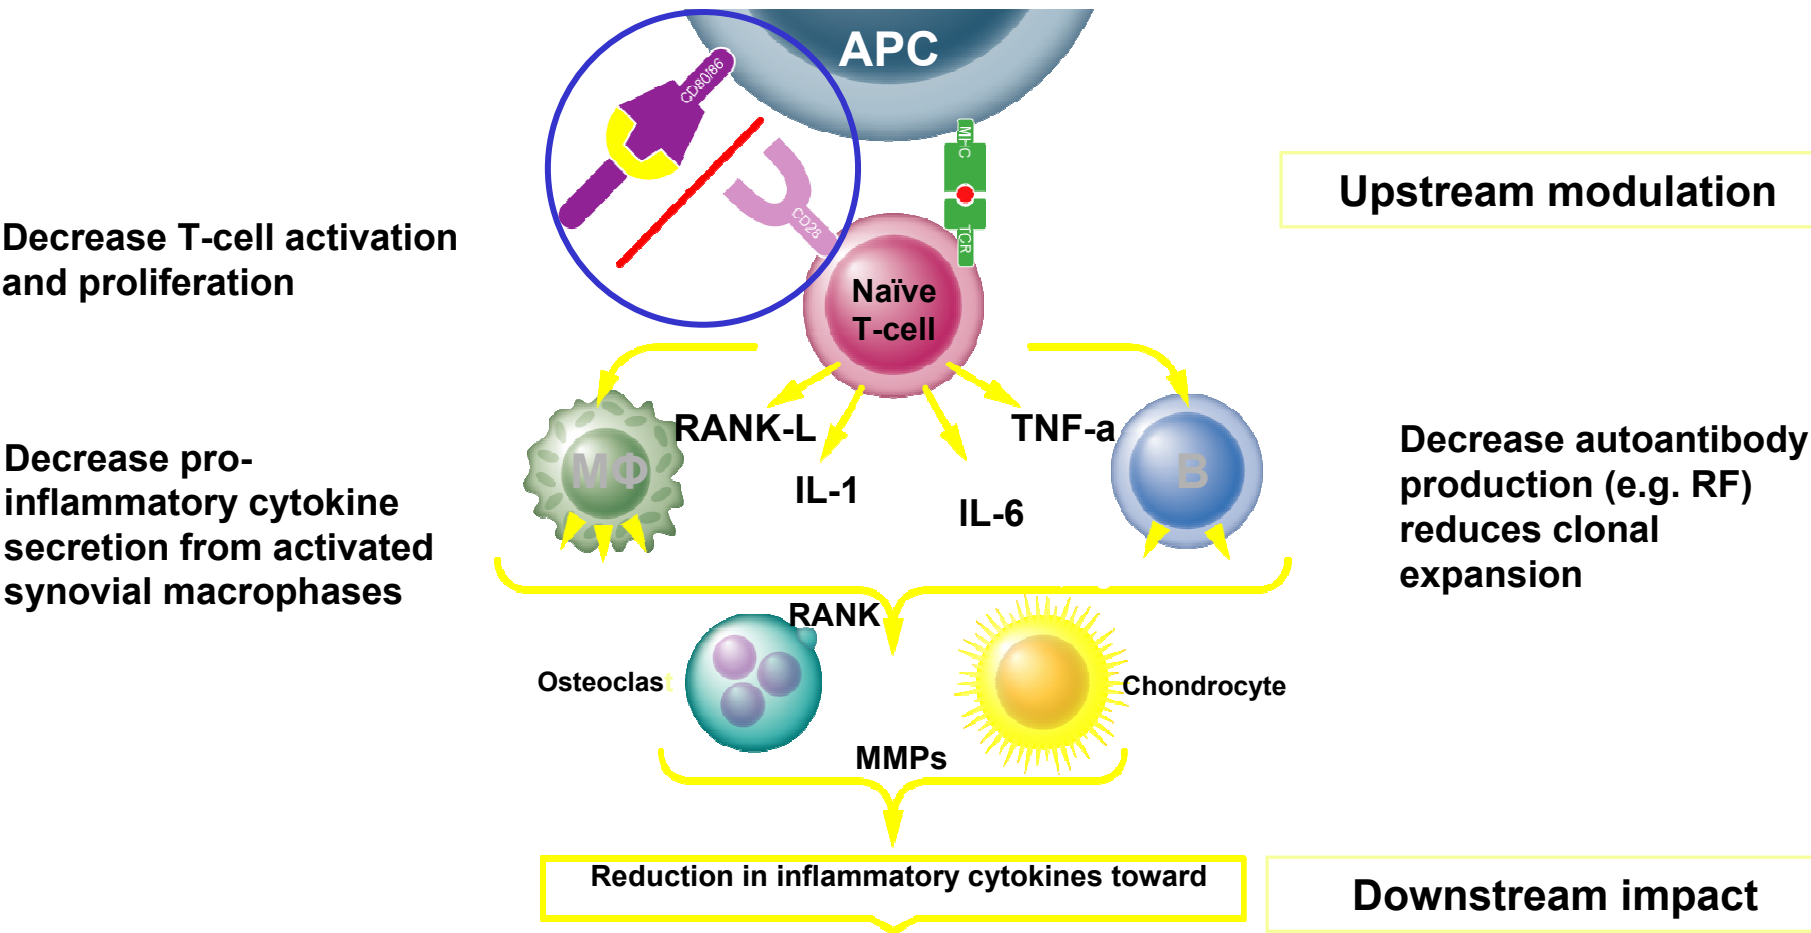 APC
CD80/86
MHC
Upstream modulation
CD28
TCR
Decrease T-cell activation
and proliferation
Naïve
T-cell
RANK-L
TNF-a
Decrease pro-
inflammatory cytokine
secretion from activated
synovial macrophases
MΦ
IL-1
IL-6
B
Decrease autoantibody
production (e.g. RF)
reduces clonal
expansion
RANK
Osteoclast
Chondrocyte
MMPs
Reduction in inflammatory cytokines toward
Downstream impact